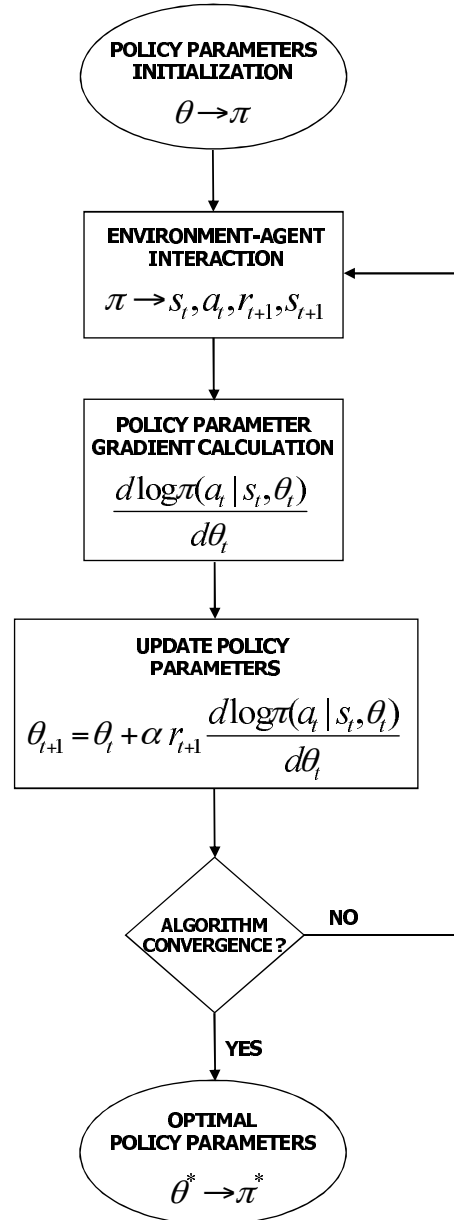 POLICY PARAMETERS
INITIALIZATION
θ → π
ENVIRONMENT-AGENT
INTERACTION
π → s_t, a_t, r_{t+1}, s_{t+1}
POLICY PARAMETER
GRADIENT CALCULATION
d logπ(a_t | s_t, θ_t)
dθ_t
UPDATE POLICY
PARAMETERS
θ_{t+1} = θ_t + α r_{t+1} d logπ(a_t | s_t, θ_t)
dθ_t
ALGORITHM
CONVERGENCE ?
NO
YES
OPTIMAL
POLICY PARAMETERS
θ^* → π^*